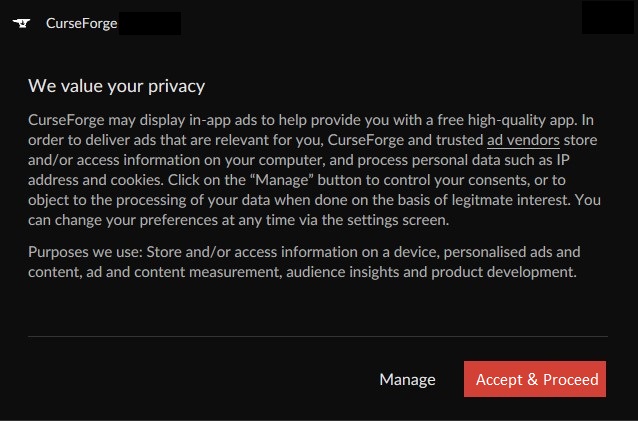 CurseForge
We value your privacy
CurseForge may display in-app ads to help provide you with a free high-quality app. In
order to deliver ads that are relevant for you, CurseForge and trusted ad vendors store
and/or access information on your computer, and process personal data such as IP
address and cookies. Click on the “Manage” button to control your consents, or to
object to the processing of your data when done on the basis of legitmate interest. You
can change your preferences at any time via the settings screen.
Purposes we use: Store and/or access information on a device, personalised ads and
content, ad and content measurement, audience insights and product development.
Manage
Accept & Proceed